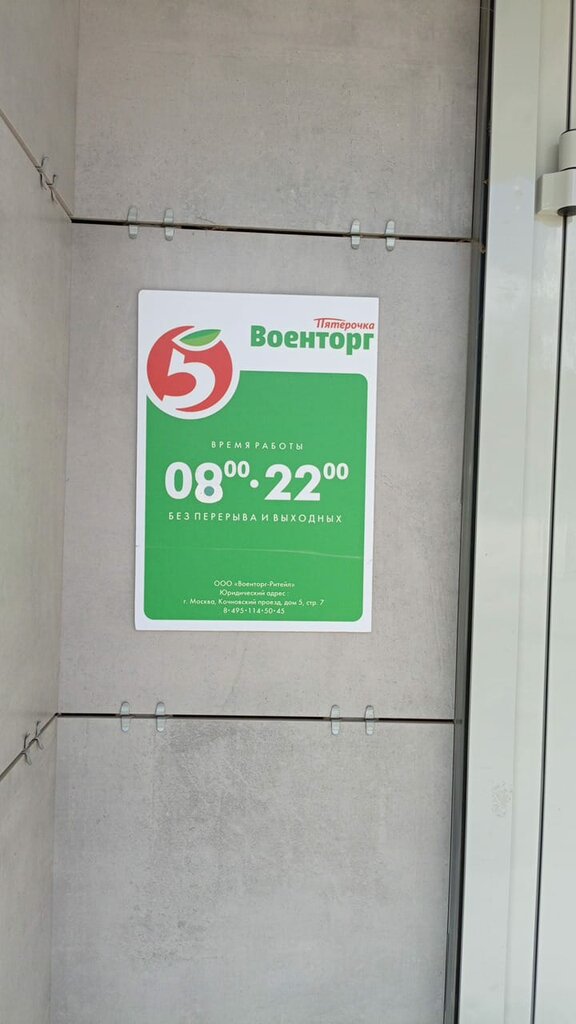 5
Пятёрочка
Военторг
ВРЕМЯ РАБОТЫ
08⁰⁰·22⁰⁰
БЕЗ ПЕРЕРЫВА И ВЫХОДНЫХ
ООО «Военторг-Ритейл»
Юридический адрес:
г. Москва, Кочновский проезд, дом 5, стр. 7
8·495·114·50·45